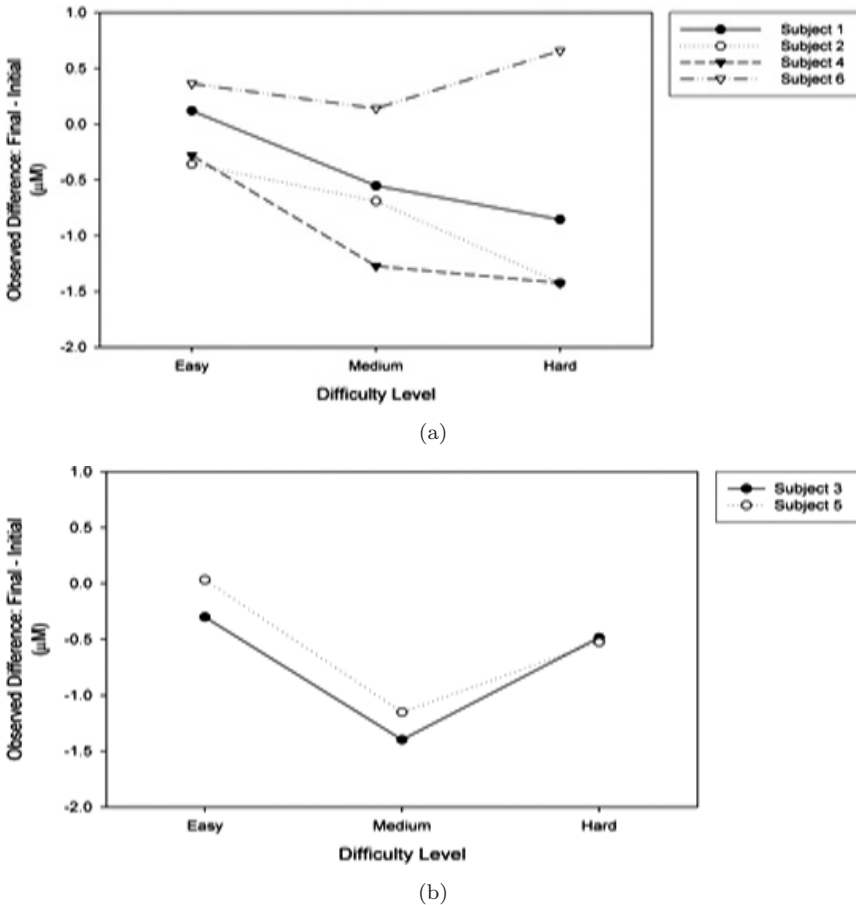 1.0
0.5
0.0
-0.5
-1.0
-1.5
-2.0
Observed Difference: Final - Initial
(μM)
Easy Medium Hard
Difficulty Level
Subject 1
Subject 2
Subject 4
Subject 6
(a)
1.0
0.5
0.0
-0.5
-1.0
-1.5
-2.0
Observed Difference: Final - Initial
(μM)
Easy Medium Hard
Difficulty Level
Subject 3
Subject 5
(b)